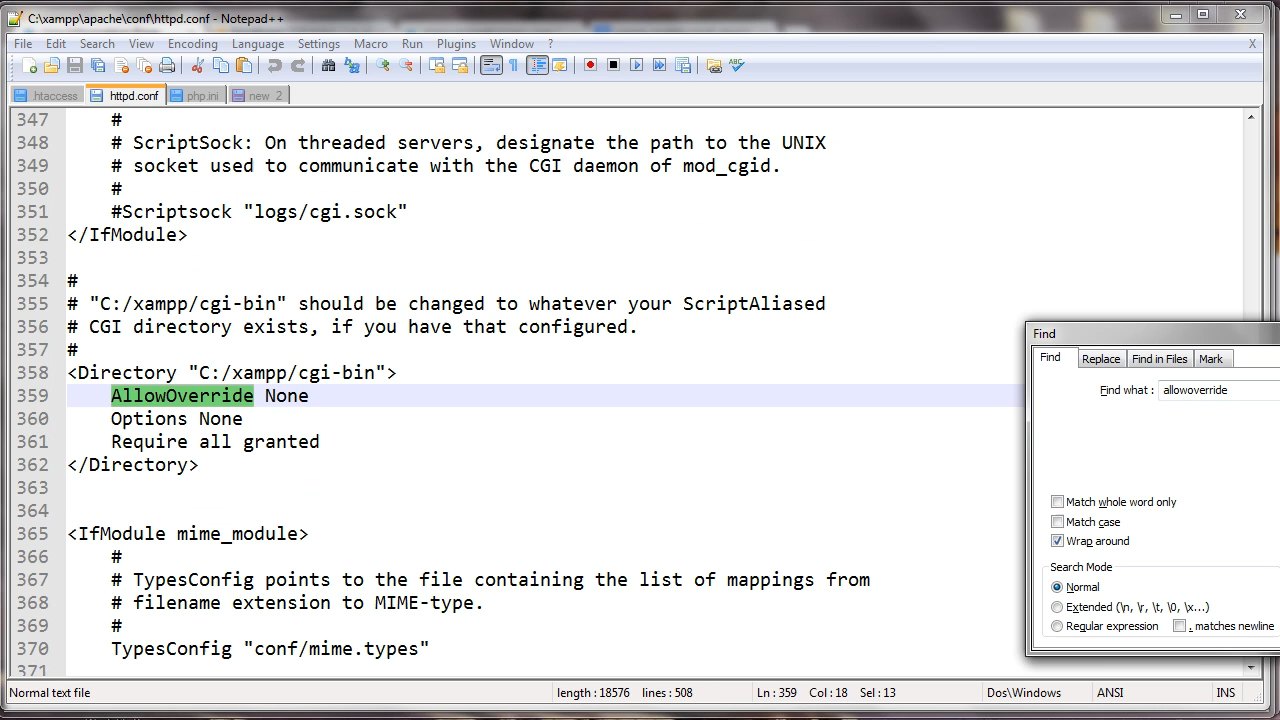 C:\xampp\apache\conf\httpd.conf - Notepad++
File Edit Search View Encoding Language Settings Macro Run Plugins Window ? X
.htaccess httpd.conf php.ini new 2
347 #
348 # ScriptSock: On threaded servers, designate the path to the UNIX
349 # socket used to communicate with the CGI daemon of mod_cgid.
350 #
351 #Scriptsock "logs/cgi.sock"
352 </IfModule>
353
354 #
355 # "C:/xampp/cgi-bin" should be changed to whatever your ScriptAliased
356 # CGI directory exists, if you have that configured.
357 #
358 <Directory "C:/xampp/cgi-bin">
359 AllowOverride None
360 Options None
361 Require all granted
362 </Directory>
363
364
365 <IfModule mime_module>
366 #
367 # TypesConfig points to the file containing the list of mappings from
368 # filename extension to MIME-type.
369 #
370 TypesConfig "conf/mime.types"
371
Find
Find Replace Find in Files Mark
Find what : allowoverride
Match whole word only
Match case
Wrap around
Search Mode
Normal
Extended (\n, \r, \t, \0, \x...)
Regular expression . matches newline
Normal text file length : 18576 lines : 508 Ln : 359 Col : 18 Sel : 13 Dos\Windows ANSI INS